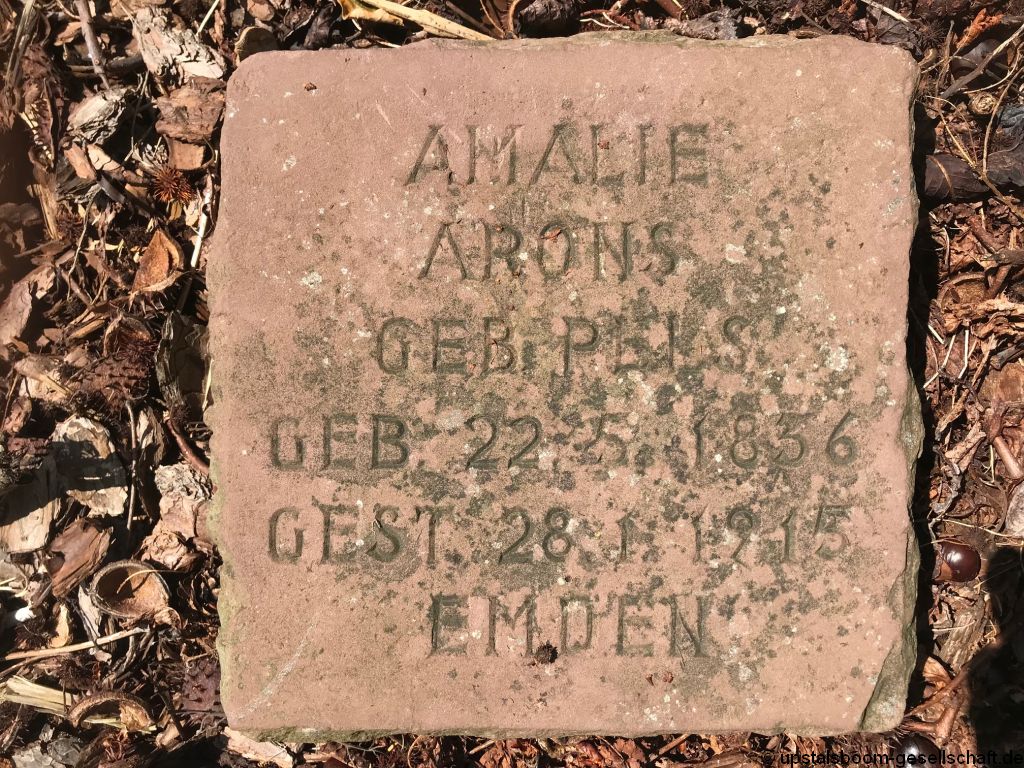 AMALIE
ARONS
GEB. PELS
GEB. 22. 5. 1836
GEST. 28. 1. 1915
EMDEN
upstalsboom-gesellschaft.de